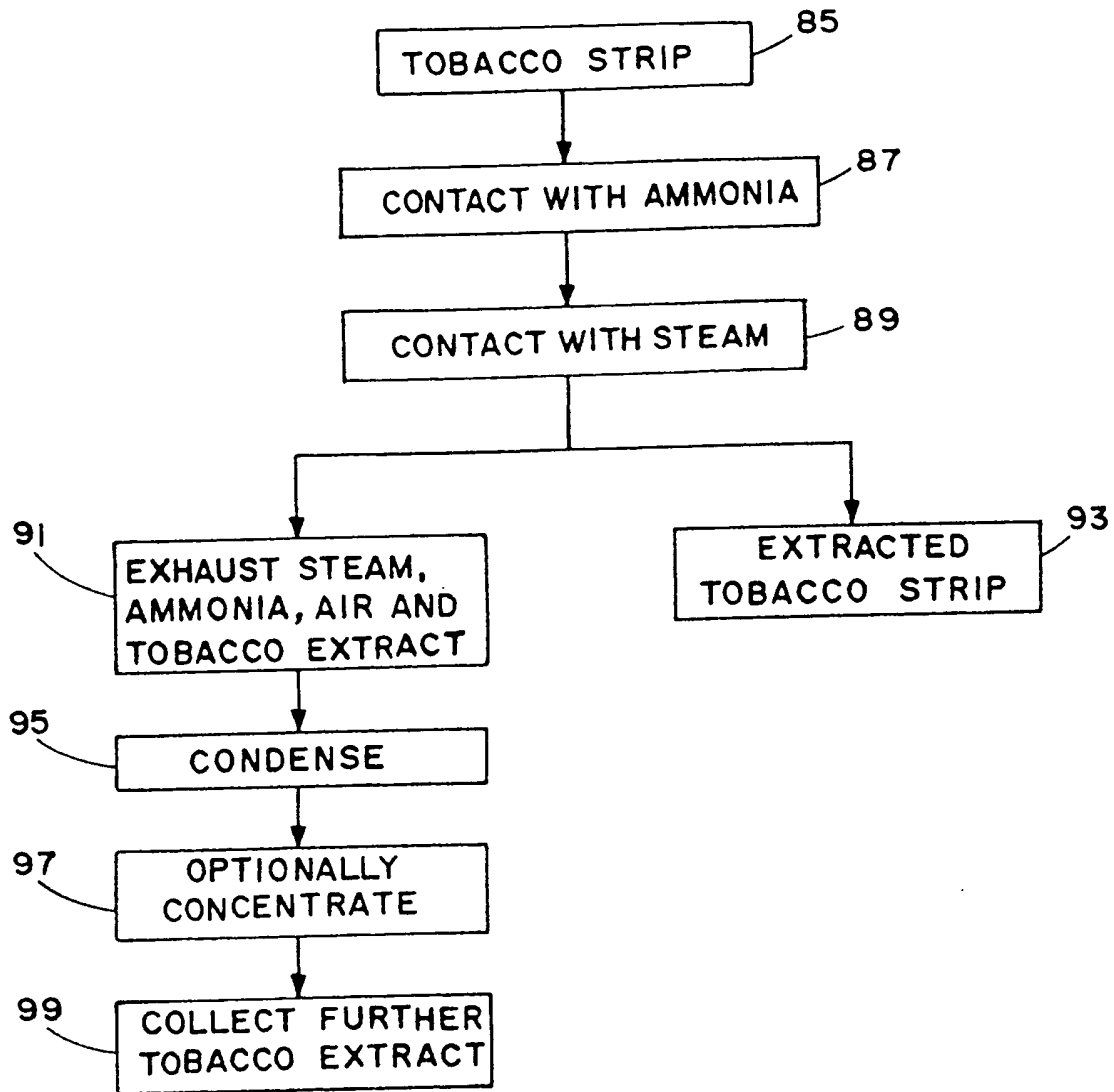 85
TOBACCO STRIP
87
CONTACT WITH AMMONIA
89
CONTACT WITH STEAM
91
EXHAUST STEAM,
AMMONIA, AIR AND
TOBACCO EXTRACT
93
EXTRACTED
TOBACCO STRIP
95
CONDENSE
97
OPTIONALLY
CONCENTRATE
99
COLLECT FURTHER
TOBACCO EXTRACT